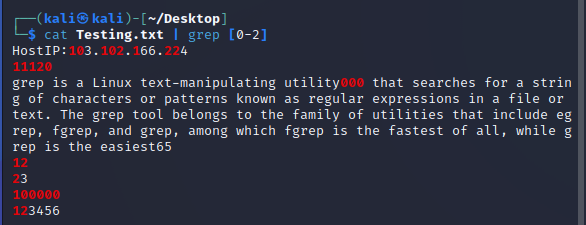 ┌──(kali㉿kali)-[~/Desktop]
└─$ cat Testing.txt | grep [0-2]
HostIP:103.102.166.224
11120
grep is a Linux text-manipulating utility000 that searches for a strin
g of characters or patterns known as regular expressions in a file or
text. The grep tool belongs to the family of utilities that include eg
rep, fgrep, and grep, among which fgrep is the fastest of all, while g
rep is the easiest65
12
23
100000
123456